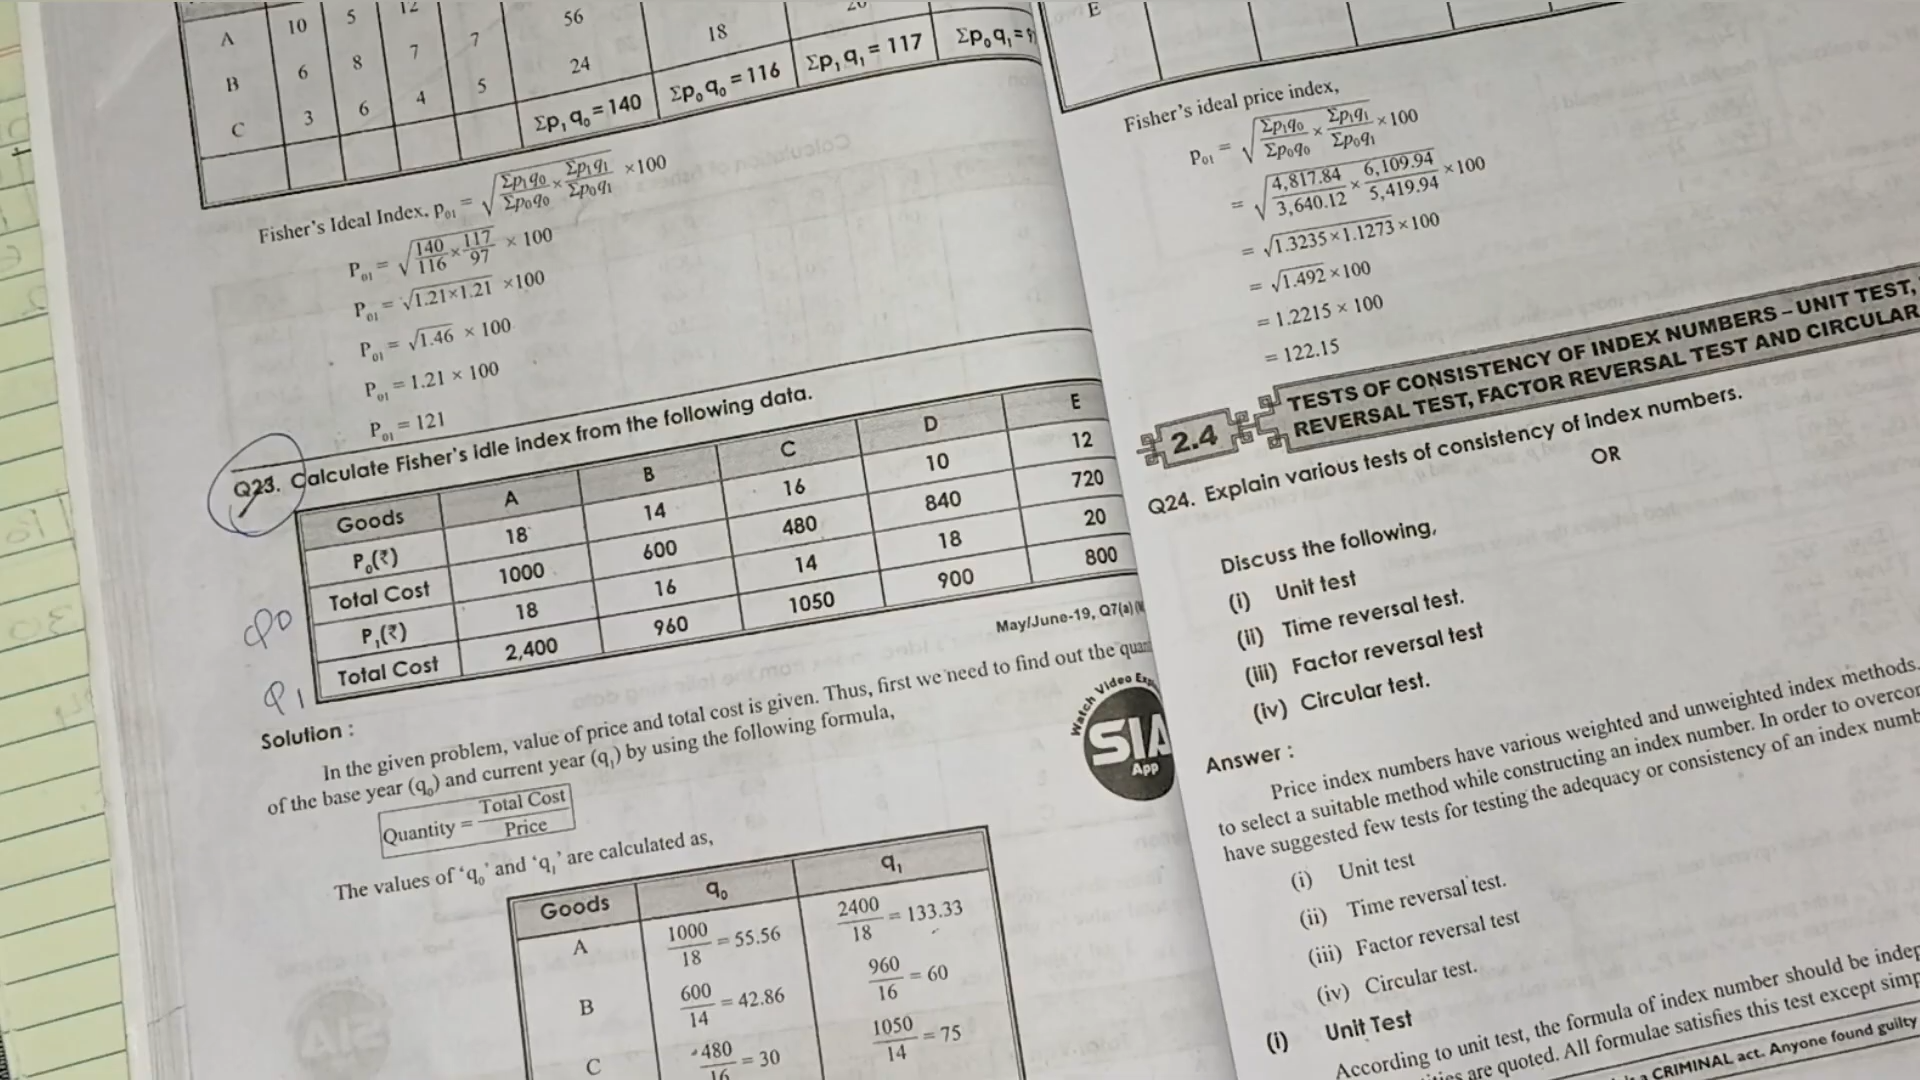 A 10 5 12 56
B 6 8 7 7 18
C 3 6 4 5 24
Σp₁q₀ = 140 Σp₀q₀ = 116 Σp₁q₁ = 117 Σp₀q₁ =
Fisher's Ideal Index, P₀₁ = √(Σp₁q₀/Σp₀q₀ × Σp₁q₁/Σp₀q₁) ×100
P₀₁ = √(140/116 × 117/97) × 100
P₀₁ = √(1.21×1.21) ×100
P₀₁ = √1.46 × 100
P₀₁ = 1.21 × 100
P₀₁ = 121
Q23. Calculate Fisher's idle index from the following data.
Goods A B C D E
P₀(₹) 18 14 16 10 12
Total Cost 1000 600 480 840 720
P₁(₹) 18 16 14 18 20
Total Cost 2,400 960 1050 900 800
q0
q1
May/June-19, Q7(a)
Solution :
In the given problem, value of price and total cost is given. Thus, first we need to find out the
of the base year (q₀) and current year (q₁) by using the following formula,
Quantity = Total Cost / Price
Watch Video
SIA
App
The values of 'q₀' and 'q₁' are calculated as,
Goods q₀ q₁
A 1000/18 = 55.56 2400/18 = 133.33
B 600/14 = 42.86 960/16 = 60
C 480/16 = 30 1050/14 = 75
E
Fisher's ideal price index,
P₀₁ = √(Σp₁q₀/Σp₀q₀ × Σp₁q₁/Σp₀q₁) ×100
= √(4,817.84/3,640.12 × 6,109.94/5,419.94) ×100
= √(1.3235×1.1273) ×100
= √1.492 ×100
= 1.2215 × 100
= 122.15
2.4 TESTS OF CONSISTENCY OF INDEX NUMBERS – UNIT TEST,
REVERSAL TEST, FACTOR REVERSAL TEST AND CIRCULAR
Q24. Explain various tests of consistency of index numbers.
OR
Discuss the following,
(i) Unit test
(ii) Time reversal test.
(iii) Factor reversal test
(iv) Circular test.
Answer :
Price index numbers have various weighted and unweighted index methods.
to select a suitable method while constructing an index number. In order to
have suggested few tests for testing the adequacy or consistency of an index
(i) Unit test
(ii) Time reversal test.
(iii) Factor reversal test
(iv) Circular test.
(i) Unit Test
According to unit test, the formula of index number should be
are quoted. All formulae satisfies this test except
a CRIMINAL act. Anyone found guilty